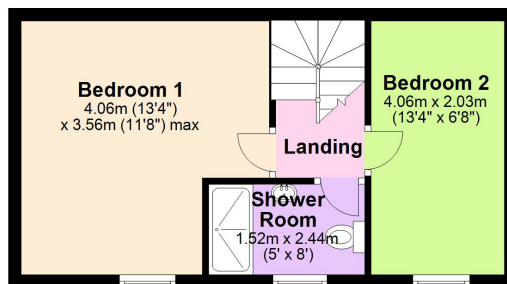 Bedroom 1
4.06m (13'4")
x 3.56m (11'8") max
Bedroom 2
4.06m x 2.03m
(13'4" x 6'8")
Landing
Shower
Room
1.52m x 2.44m
(5' x 8')